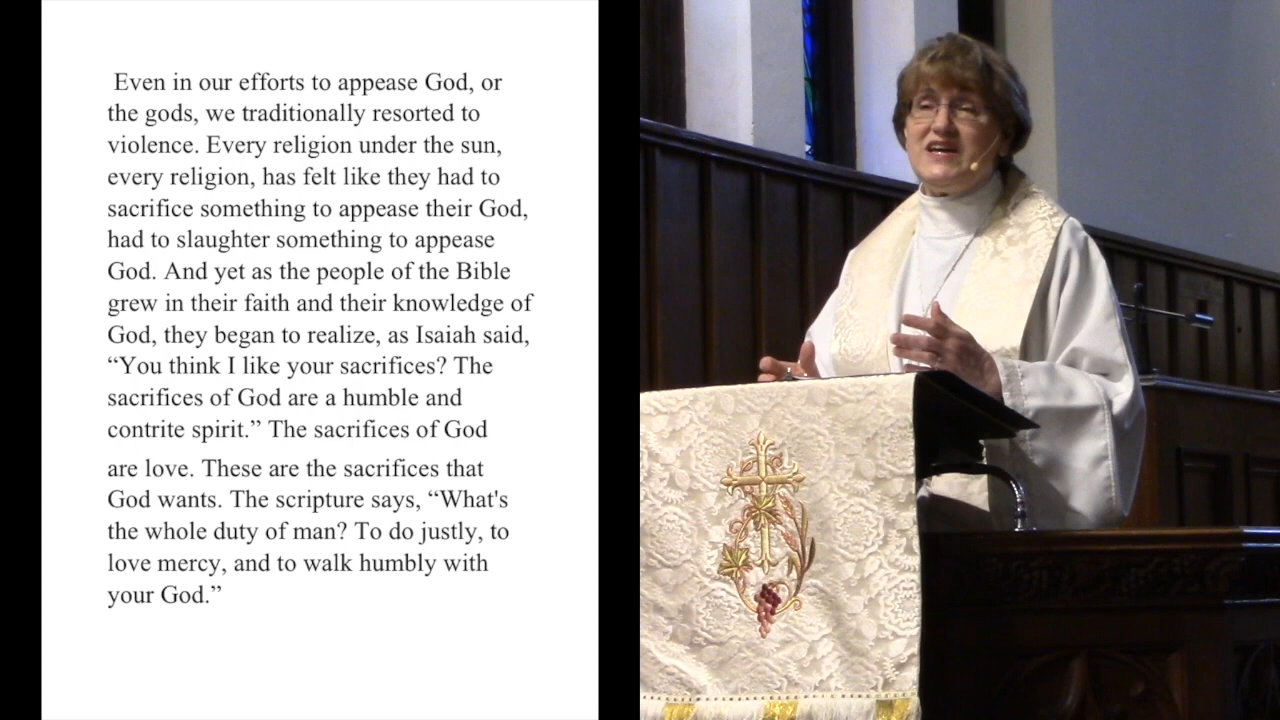 Even in our efforts to appease God, or
the gods, we traditionally resorted to
violence. Every religion under the sun,
every religion, has felt like they had to
sacrifice something to appease their God,
had to slaughter something to appease
God. And yet as the people of the Bible
grew in their faith and their knowledge of
God, they began to realize, as Isaiah said,
“You think I like your sacrifices? The
sacrifices of God are a humble and
contrite spirit.” The sacrifices of God
are love. These are the sacrifices that
God wants. The scripture says, “What's
the whole duty of man? To do justly, to
love mercy, and to walk humbly with
your God.”